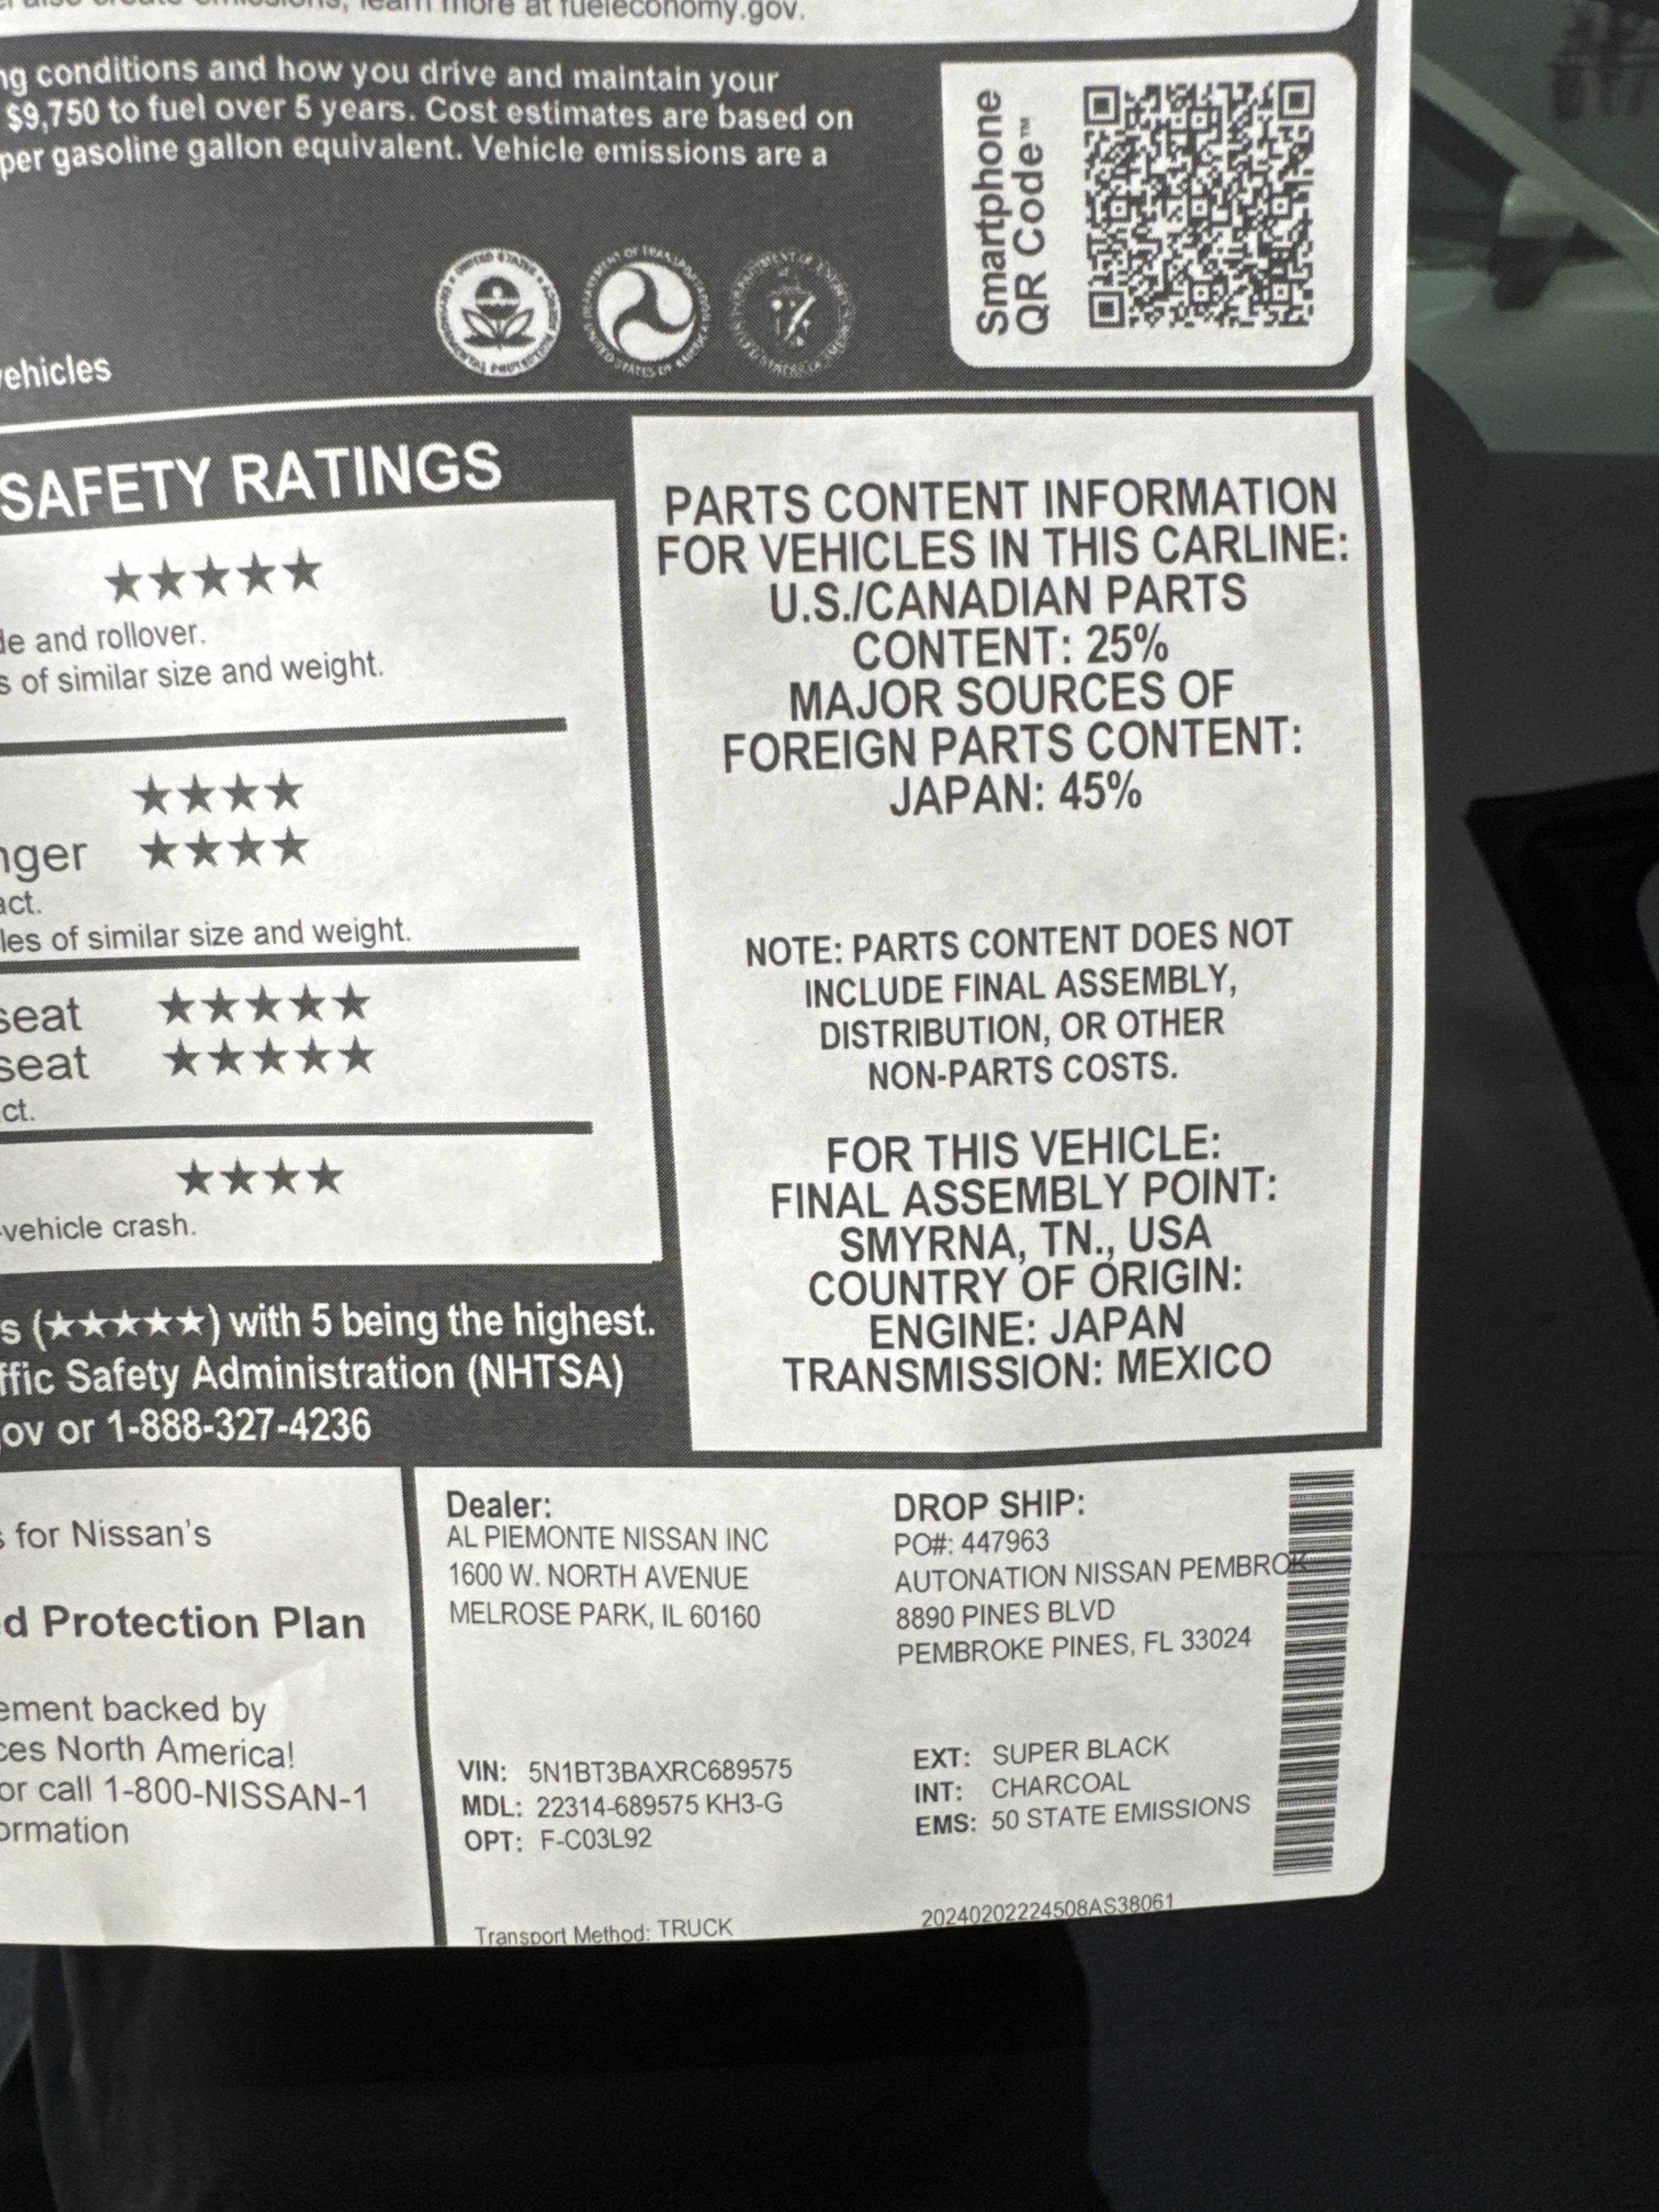 also create emissions, learn more at fueleconomy.gov.
ng conditions and how you drive and maintain your
$9,750 to fuel over 5 years. Cost estimates are based on
per gasoline gallon equivalent. Vehicle emissions are a
Smartphone
QR Code™
ehicles
SAFETY RATINGS
★★★★★
de and rollover.
s of similar size and weight.
★★★★
nger ★★★★
act.
les of similar size and weight.
seat ★★★★★
seat ★★★★★
ct.
★★★★
-vehicle crash.
s (★★★★★) with 5 being the highest.
ffic Safety Administration (NHTSA)
ov or 1-888-327-4236
PARTS CONTENT INFORMATION
FOR VEHICLES IN THIS CARLINE:
U.S./CANADIAN PARTS
CONTENT: 25%
MAJOR SOURCES OF
FOREIGN PARTS CONTENT:
JAPAN: 45%
NOTE: PARTS CONTENT DOES NOT
INCLUDE FINAL ASSEMBLY,
DISTRIBUTION, OR OTHER
NON-PARTS COSTS.
FOR THIS VEHICLE:
FINAL ASSEMBLY POINT:
SMYRNA, TN., USA
COUNTRY OF ORIGIN:
ENGINE: JAPAN
TRANSMISSION: MEXICO
s for Nissan's
d Protection Plan
ement backed by
ces North America!
or call 1-800-NISSAN-1
ormation
Dealer:
AL PIEMONTE NISSAN INC
1600 W. NORTH AVENUE
MELROSE PARK, IL 60160
DROP SHIP:
PO#: 447963
AUTONATION NISSAN PEMBROK
8890 PINES BLVD
PEMBROKE PINES, FL 33024
VIN: 5N1BT3BAXRC689575
MDL: 22314-689575 KH3-G
OPT: F-C03L92
EXT: SUPER BLACK
INT: CHARCOAL
EMS: 50 STATE EMISSIONS
Transport Method: TRUCK
20240202224508AS38061